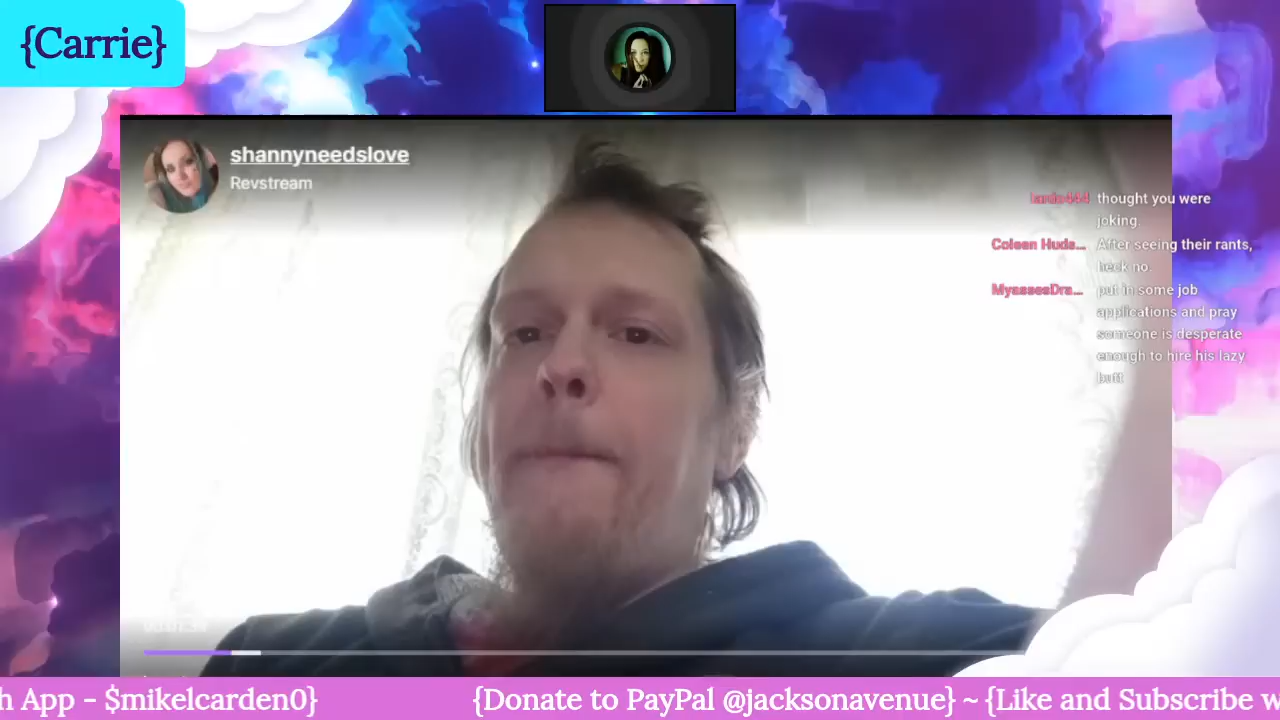 {Carrie}
shannyneedslove
Revstream
lardo444 thought you were
joking.
Coleen Huds... After seeing their rants,
heck no.
MyassesDra... put in some job
applications and pray
someone is desperate
enough to hire his lazy
butt
h App - $mikelcarden0} {Donate to PayPal @jacksonavenue} ~ {Like and Subscribe w